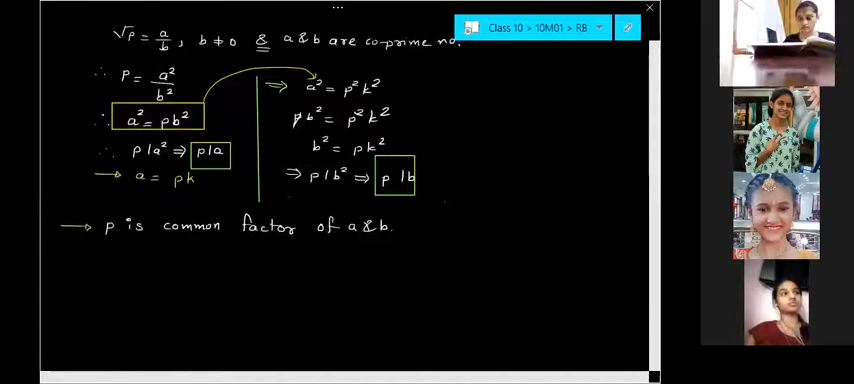 √p = a/b, b≠0 & a&b are co-prime no.
Class 10 > 10M01 > RB
∴ P = a²/b²
∴ a² = pb²
∴ p/a² ⇒ p/a
→ a = pk
⇒ a² = p²k²
pb² = p²k²
b² = pk²
⇒ p/b² ⇒ p/b
→ p is common factor of a&b.